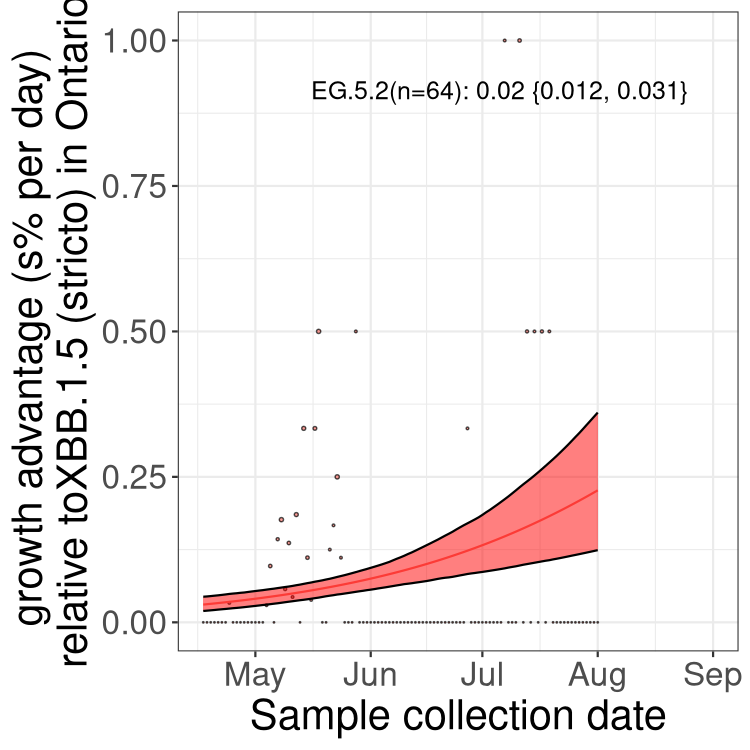 growth advantage (s% per day)
relative toXBB.1.5 (stricto) in Ontario
1.00
0.75
0.50
0.25
0.00
EG.5.2(n=64): 0.02 {0.012, 0.031}
May Jun Jul Aug Sep
Sample collection date